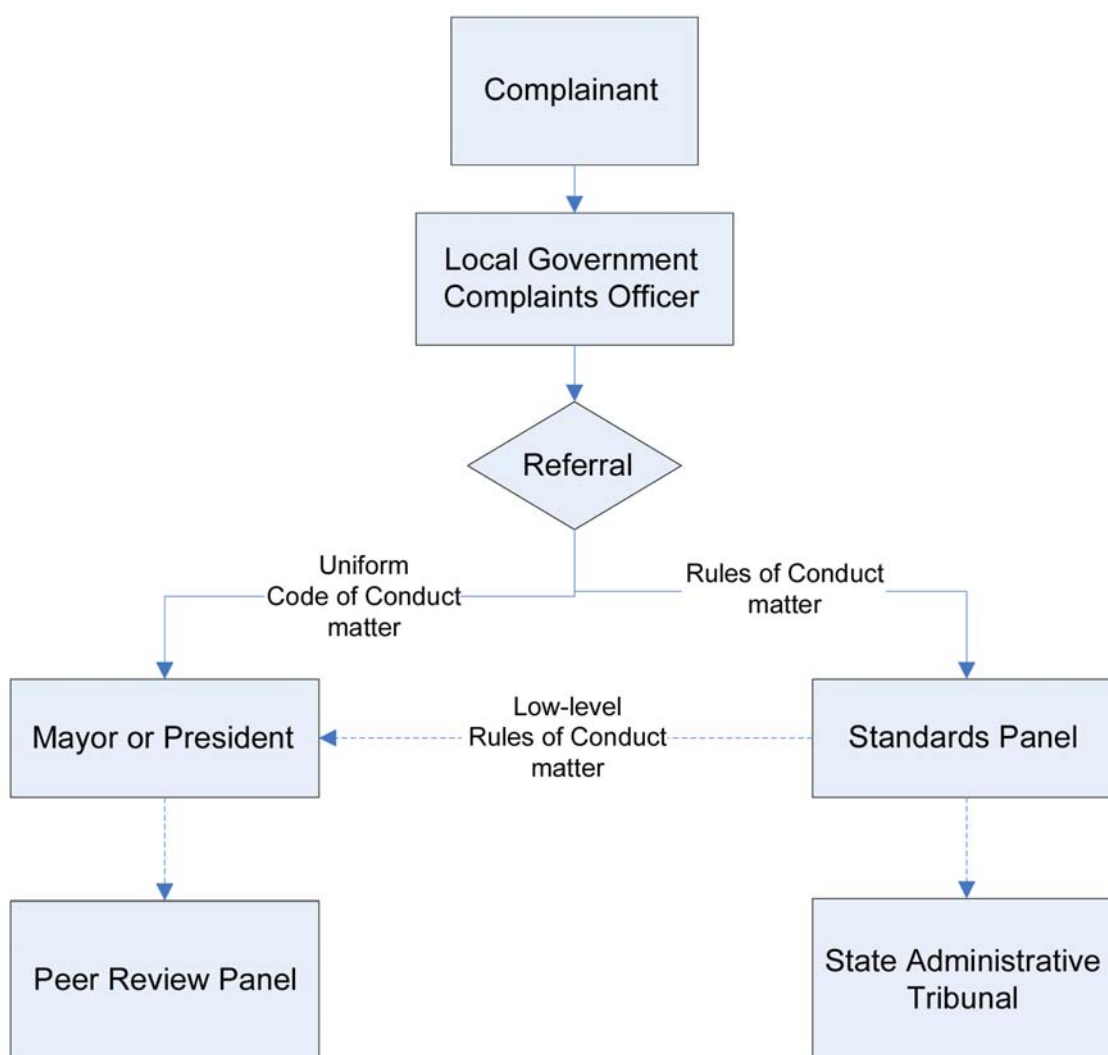 Complainant
Local Government
Complaints Officer
Referral
Uniform
Code of Conduct
matter
Rules of Conduct
matter
Mayor or President
Low-level
Rules of Conduct
matter
Standards Panel
Peer Review Panel
State Administrative
Tribunal